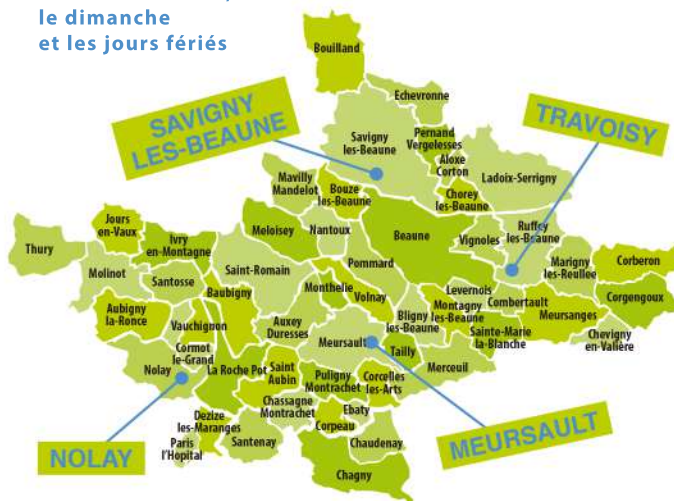 le dimanche
et les jours fériés
Bouilland
Echevronne
SAVIGNY
LES-BEAUNE
TRAVOISY
Savigny
les-Beaune
Pernand
Vergelesses
Aloxe
Corton
Ladoix-Serrigny
Mavilly
Mandelot
Bouze
les-Beaune
Chorey
les-Beaune
Jours
en-Vaux
Ivry
en-Montagne
Meloisey
Nantoux
Beaune
Vignoles
Ruffey
les-Beaune
Thury
Molinot
Santosse
Saint-Romain
Pommard
Marigny
les-Reullee
Corberon
Baubigny
Monthelie
Volnay
Levernois
Combertault
Corgengoux
Aubigny
la-Ronce
Vauchignon
Auxey
Duresses
Bligny
les-Beaune
Montagny
les-Beaune
Meursanges
Meursault
Sainte-Marie
la-Blanche
Chevigny
en-Valière
Cormot
le-Grand
Tailly
Nolay
La Roche Pot
Saint
Aubin
Puligny
Montrachet
Corcelles
les-Arts
Merceuil
Chassagne
Montrachet
Ebaty
Dezize
les-Maranges
Corpeau
Paris
l'Hopital
Santenay
Chaudenay
Chagny
NOLAY
MEURSAULT